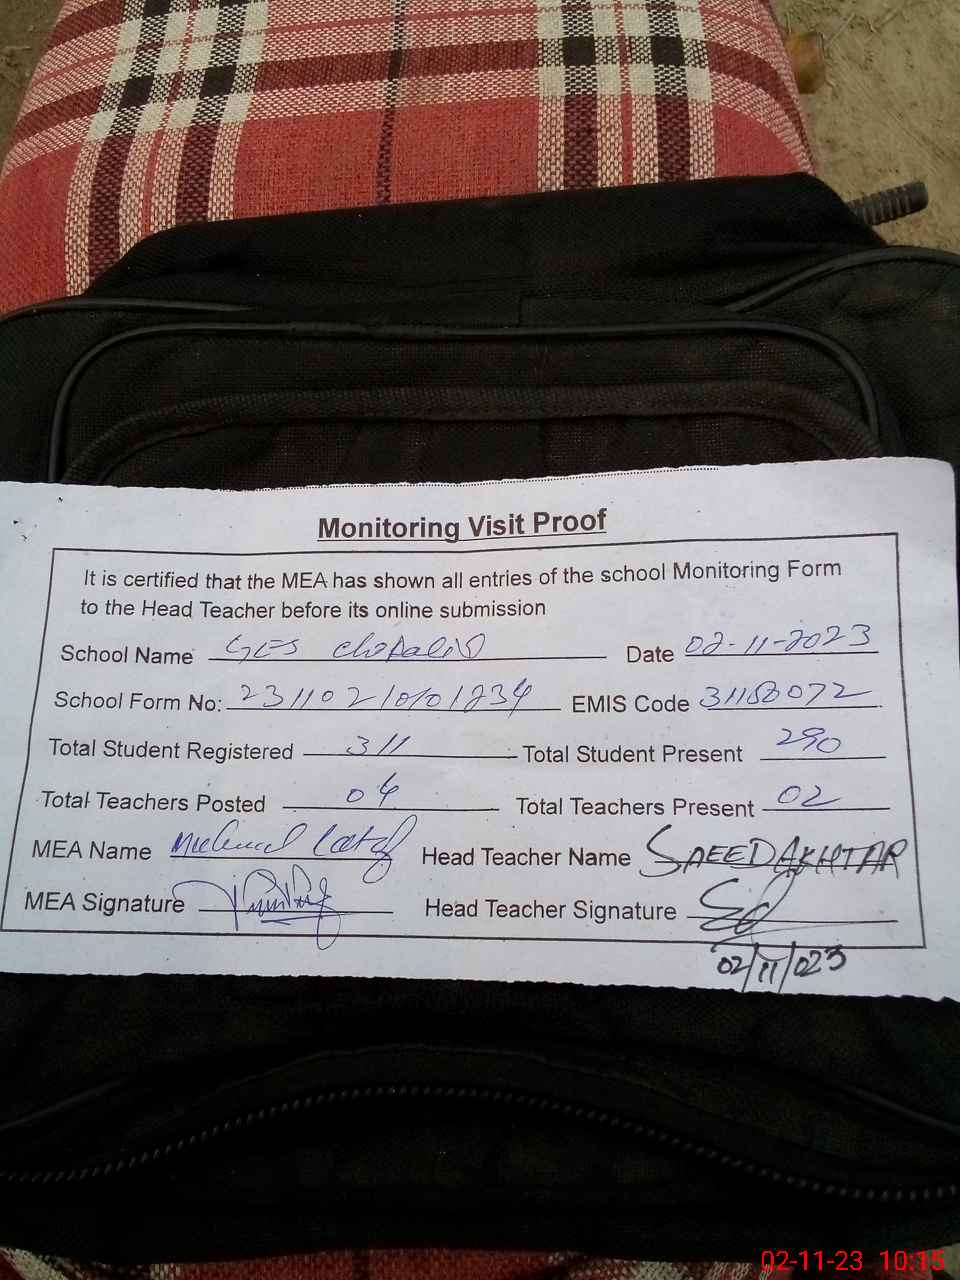 Monitoring Visit Proof
It is certified that the MEA has shown all entries of the school Monitoring Form
to the Head Teacher before its online submission
School Name GES Date 02-11-2023
School Form No: EMIS Code
Total Student Registered 311 Total Student Present 290
Total Teachers Posted 04 Total Teachers Present 02
MEA Name Head Teacher Name SAEED AKHTAR
MEA Signature Head Teacher Signature
02/11/023
02-11-23 10:15